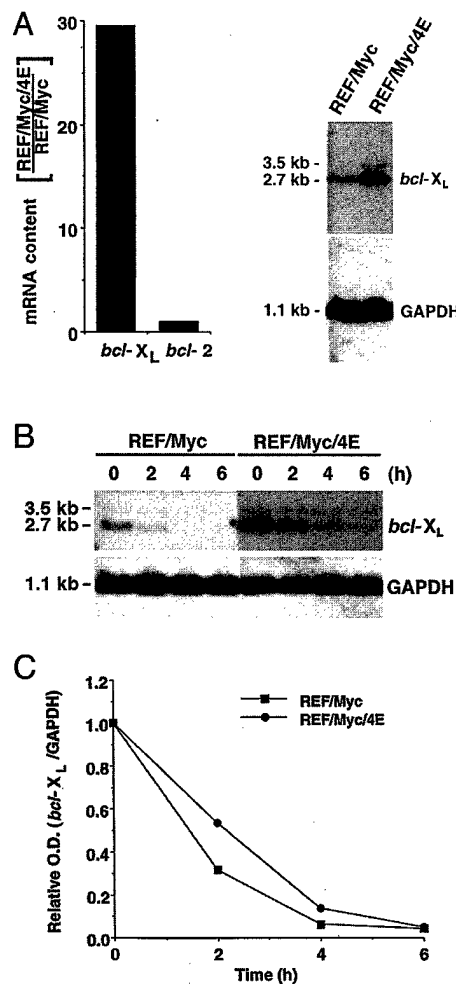 A
mRNA content [REF/Myc/4E / REF/Myc]
30
20
10
0
bcl-XL bcl-2
REF/Myc
REF/Myc/4E
3.5 kb -
2.7 kb -
bcl-XL
1.1 kb -
GAPDH
B
REF/Myc REF/Myc/4E
0 2 4 6 0 2 4 6 (h)
3.5 kb -
2.7 kb -
bcl-XL
1.1 kb -
GAPDH
C
Relative O.D. (bcl-XL/GAPDH)
1.2
1.0
0.8
0.6
0.4
0.2
0.0
REF/Myc
REF/Myc/4E
0 2 4 6
Time (h)